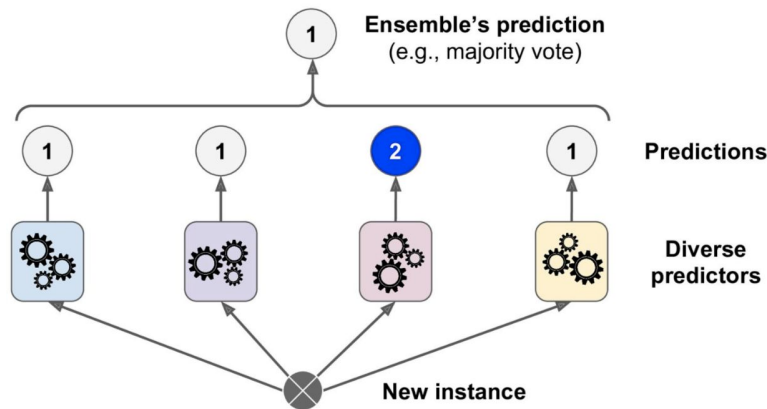 1
Ensemble’s prediction
(e.g., majority vote)
1
1
2
1
Predictions
Diverse
predictors
New instance